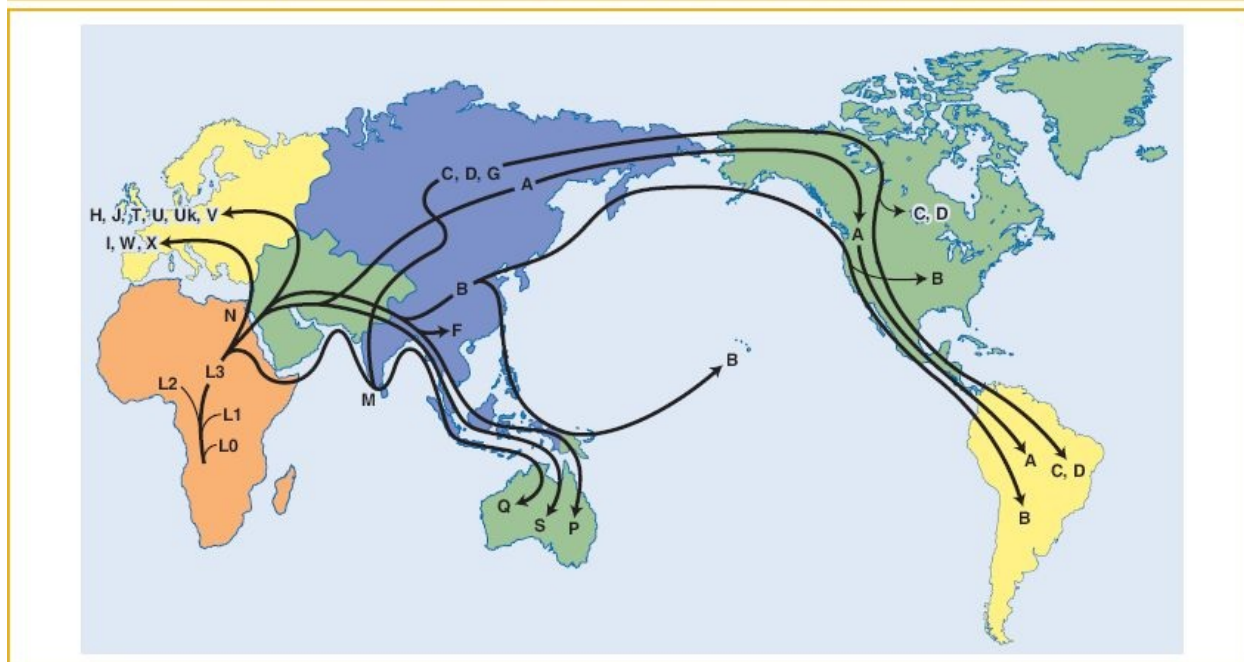 C, D, G
A
H, J, T, U, Uk, V
C, D
I, W, X
A
B
B
N
F
B
L3
L2
M
L1
L0
A
C, D
Q
S
P
B